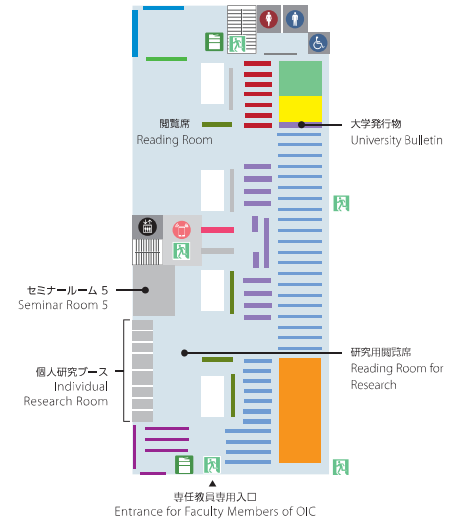 閲覧席
Reading Room
大学発行物
University Bulletin
セミナールーム 5
Seminar Room 5
個人研究ブース
Individual
Research Room
研究用閲覧席
Reading Room for
Research
専任教員専用入口
Entrance for Faculty Members of OIC